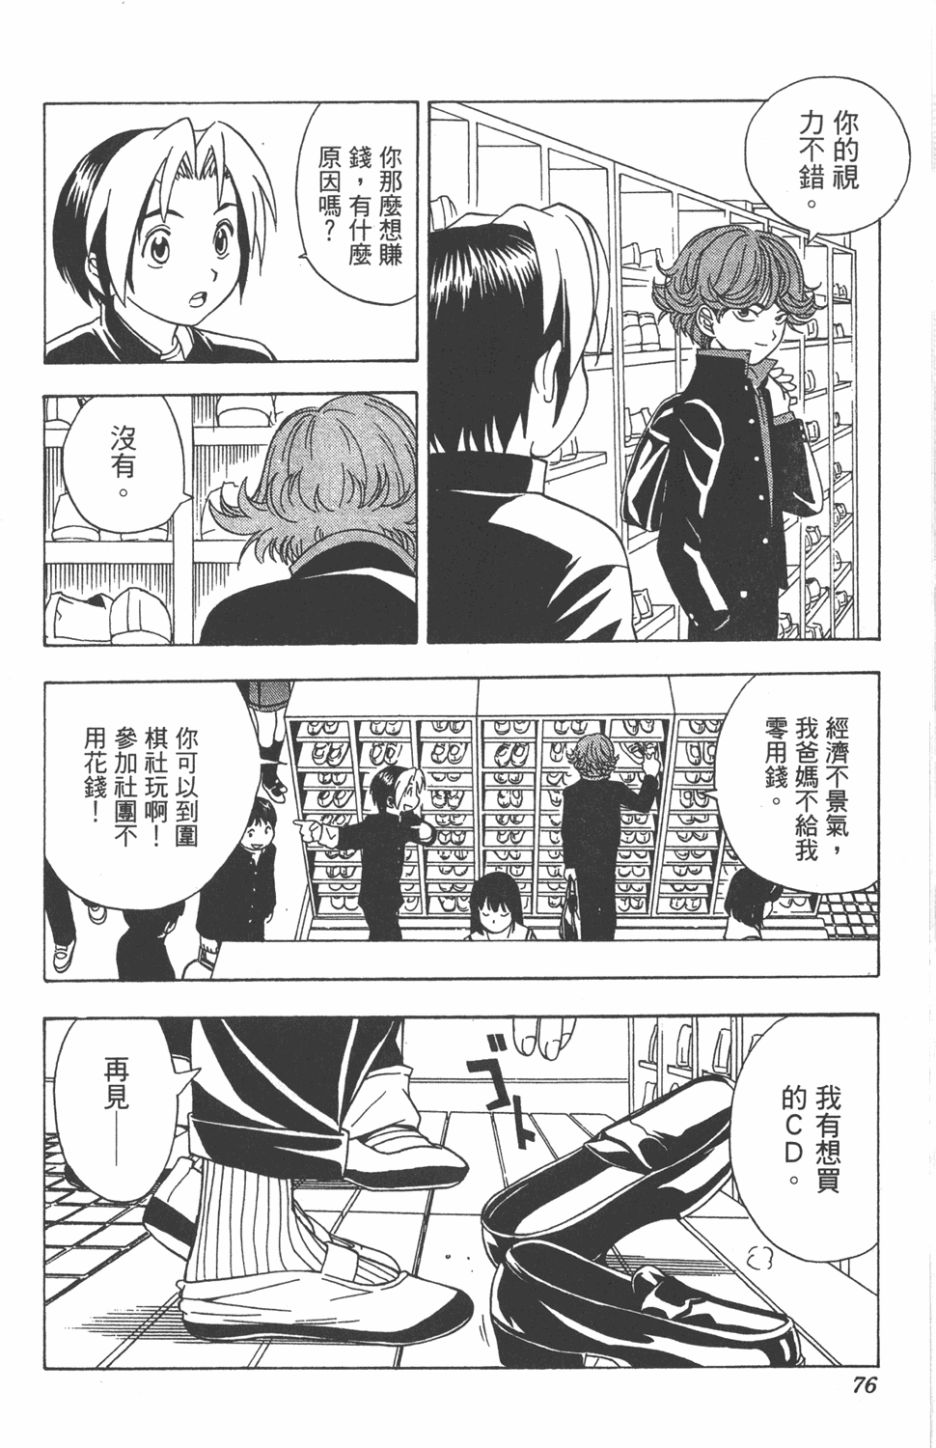 你的視
力不錯。
你那麼想賺
錢，有什麼
原因嗎？
沒有。
經濟不景氣，
我爸媽不給我
零用錢。
你可以到圍
棋社玩啊！
參加社團不
用花錢！
我有想買
的CD。
ゴト
再見——
76